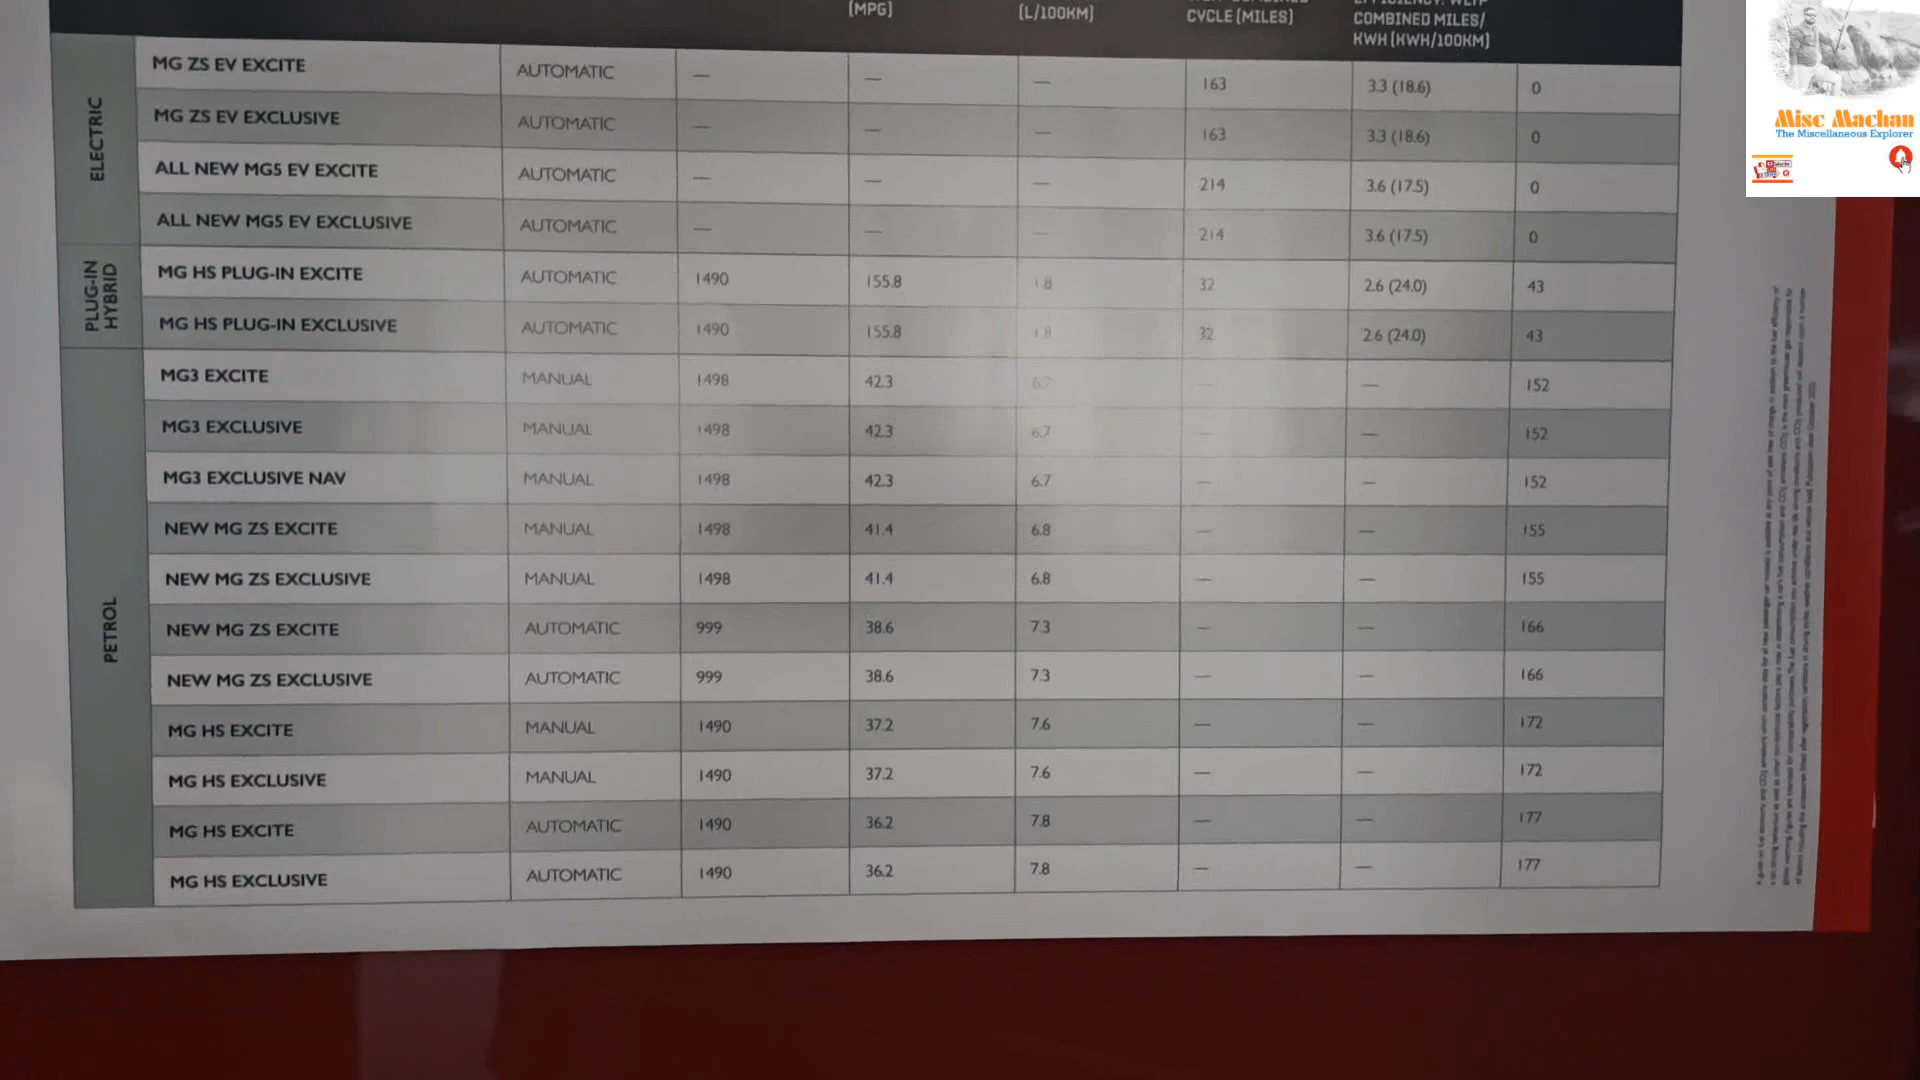 (MPG)
(L/100KM)
CYCLE (MILES)
COMBINED MILES/
KWH (KWH/100KM)
ELECTRIC
MG ZS EV EXCITE AUTOMATIC — — — 163 3.3 (18.6) 0
MG ZS EV EXCLUSIVE AUTOMATIC — — — 163 3.3 (18.6) 0
ALL NEW MG5 EV EXCITE AUTOMATIC — — — 214 3.6 (17.5) 0
ALL NEW MG5 EV EXCLUSIVE AUTOMATIC — — — 214 3.6 (17.5) 0
PLUG-IN
HYBRID
MG HS PLUG-IN EXCITE AUTOMATIC 1490 155.8 1.8 32 2.6 (24.0) 43
MG HS PLUG-IN EXCLUSIVE AUTOMATIC 1490 155.8 1.8 32 2.6 (24.0) 43
PETROL
MG3 EXCITE MANUAL 1498 42.3 6.7 — — 152
MG3 EXCLUSIVE MANUAL 1498 42.3 6.7 — — 152
MG3 EXCLUSIVE NAV MANUAL 1498 42.3 6.7 — — 152
NEW MG ZS EXCITE MANUAL 1498 41.4 6.8 — — 155
NEW MG ZS EXCLUSIVE MANUAL 1498 41.4 6.8 — — 155
NEW MG ZS EXCITE AUTOMATIC 999 38.6 7.3 — — 166
NEW MG ZS EXCLUSIVE AUTOMATIC 999 38.6 7.3 — — 166
MG HS EXCITE MANUAL 1490 37.2 7.6 — — 172
MG HS EXCLUSIVE MANUAL 1490 37.2 7.6 — — 172
MG HS EXCITE AUTOMATIC 1490 36.2 7.8 — — 177
MG HS EXCLUSIVE AUTOMATIC 1490 36.2 7.8 — — 177
Misc Machan
The Miscellaneous Explorer